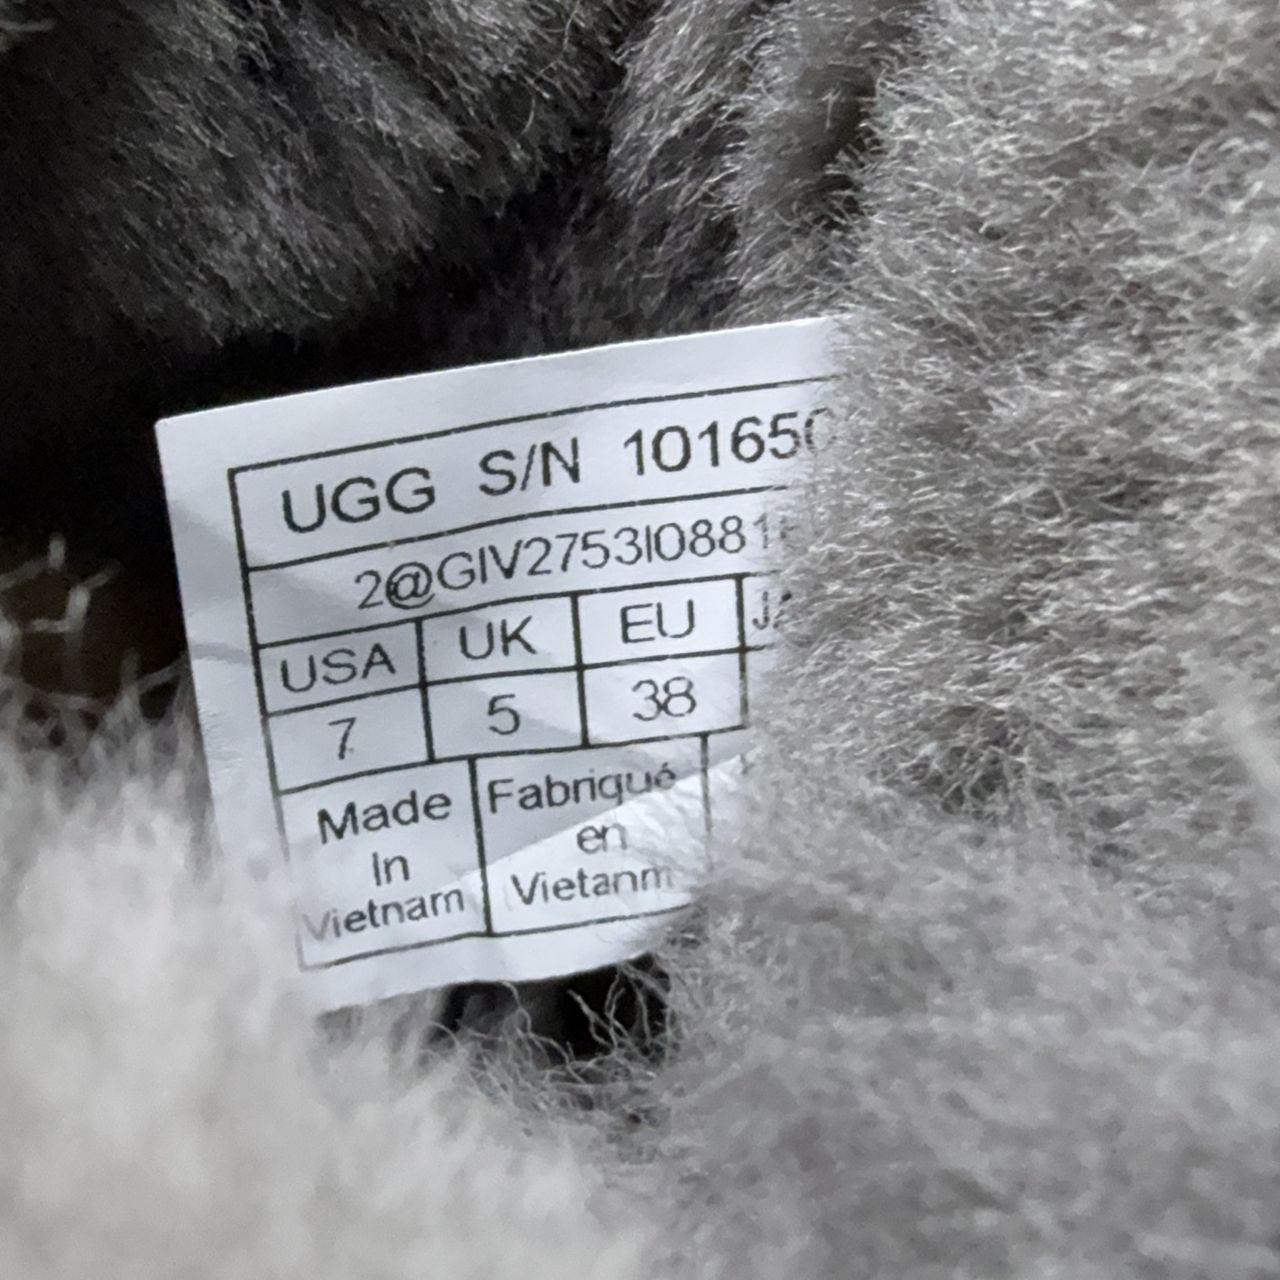 UGG S/N 10165
2@GIV2753I0881
USA UK EU
7 5 38
Made Fabriqué
In en
Vietnam Vietanm